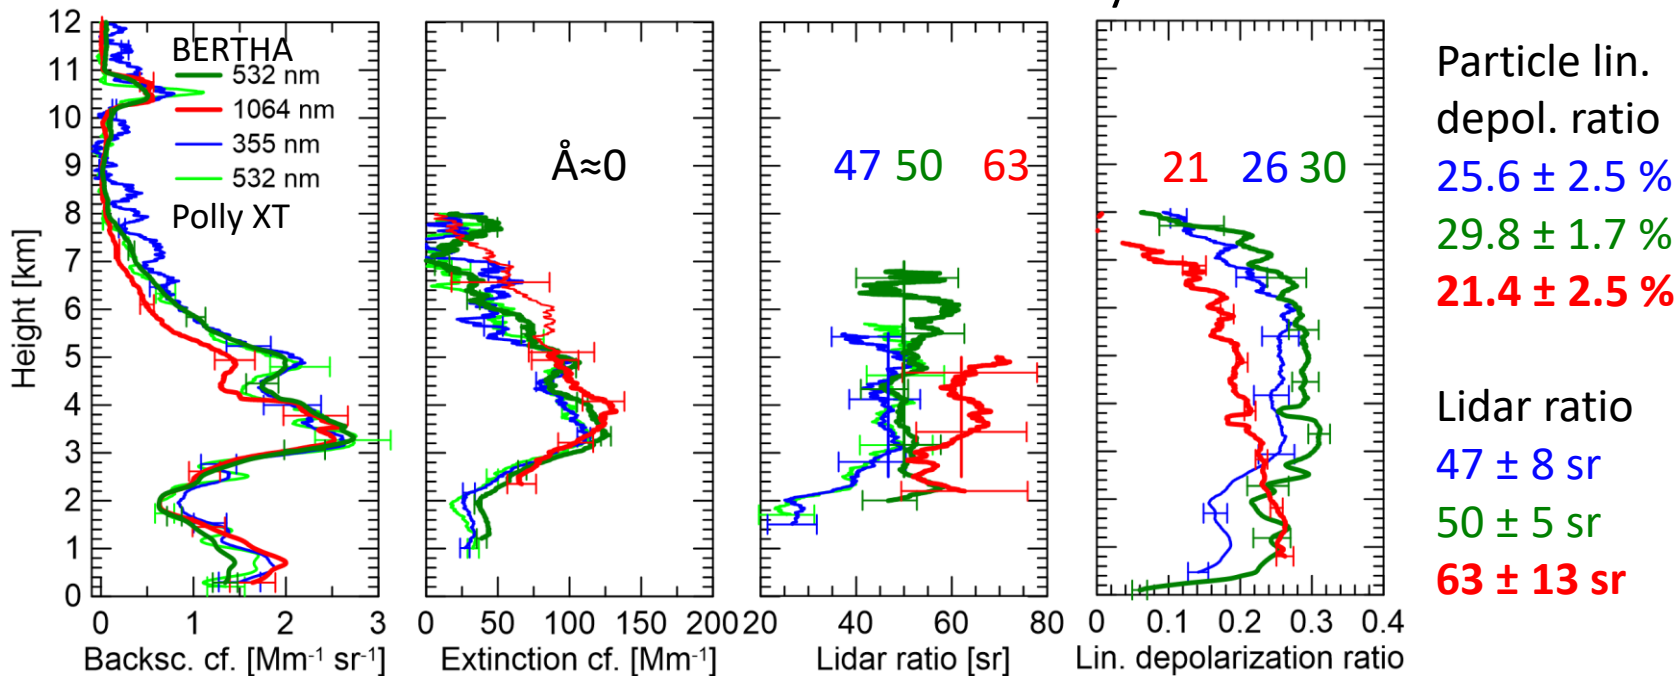 BERTHA
532 nm
1064 nm
355 nm
532 nm
Polly XT
12
11
10
9
8
7
6
5
4
3
2
1
0
Height [km]
0 1 2 3
Backsc. cf. [Mm⁻¹ sr⁻¹]
Å≈0
0 50 100 150 200
Extinction cf. [Mm⁻¹]
47 50 63
20 40 60 80
Lidar ratio [sr]
21 26 30
0 0.1 0.2 0.3 0.4
Lin. depolarization ratio
Particle lin.
depol. ratio
25.6 ± 2.5 %
29.8 ± 1.7 %
21.4 ± 2.5 %
Lidar ratio
47 ± 8 sr
50 ± 5 sr
63 ± 13 sr